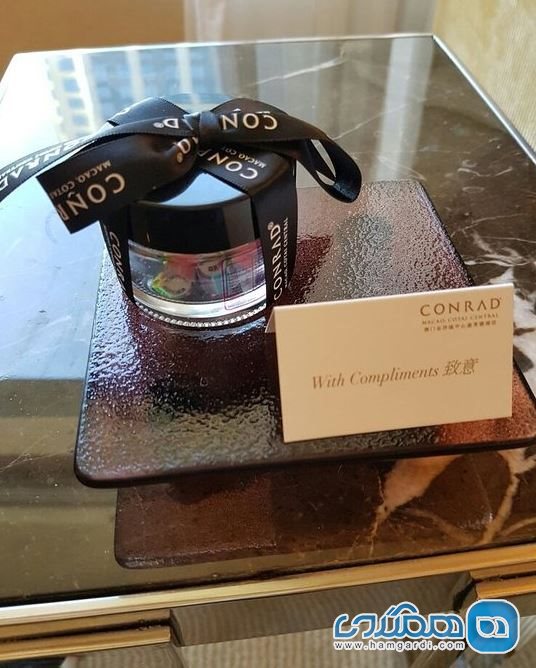 CONRAD
CONRAD
MACAO, COTAI
CONRAD®
MACAO, COTAI CENTRAL
CONRAD®
MACAO, COTAI CENTRAL
With Compliments 致意
همگردی
www.hamgardi.com